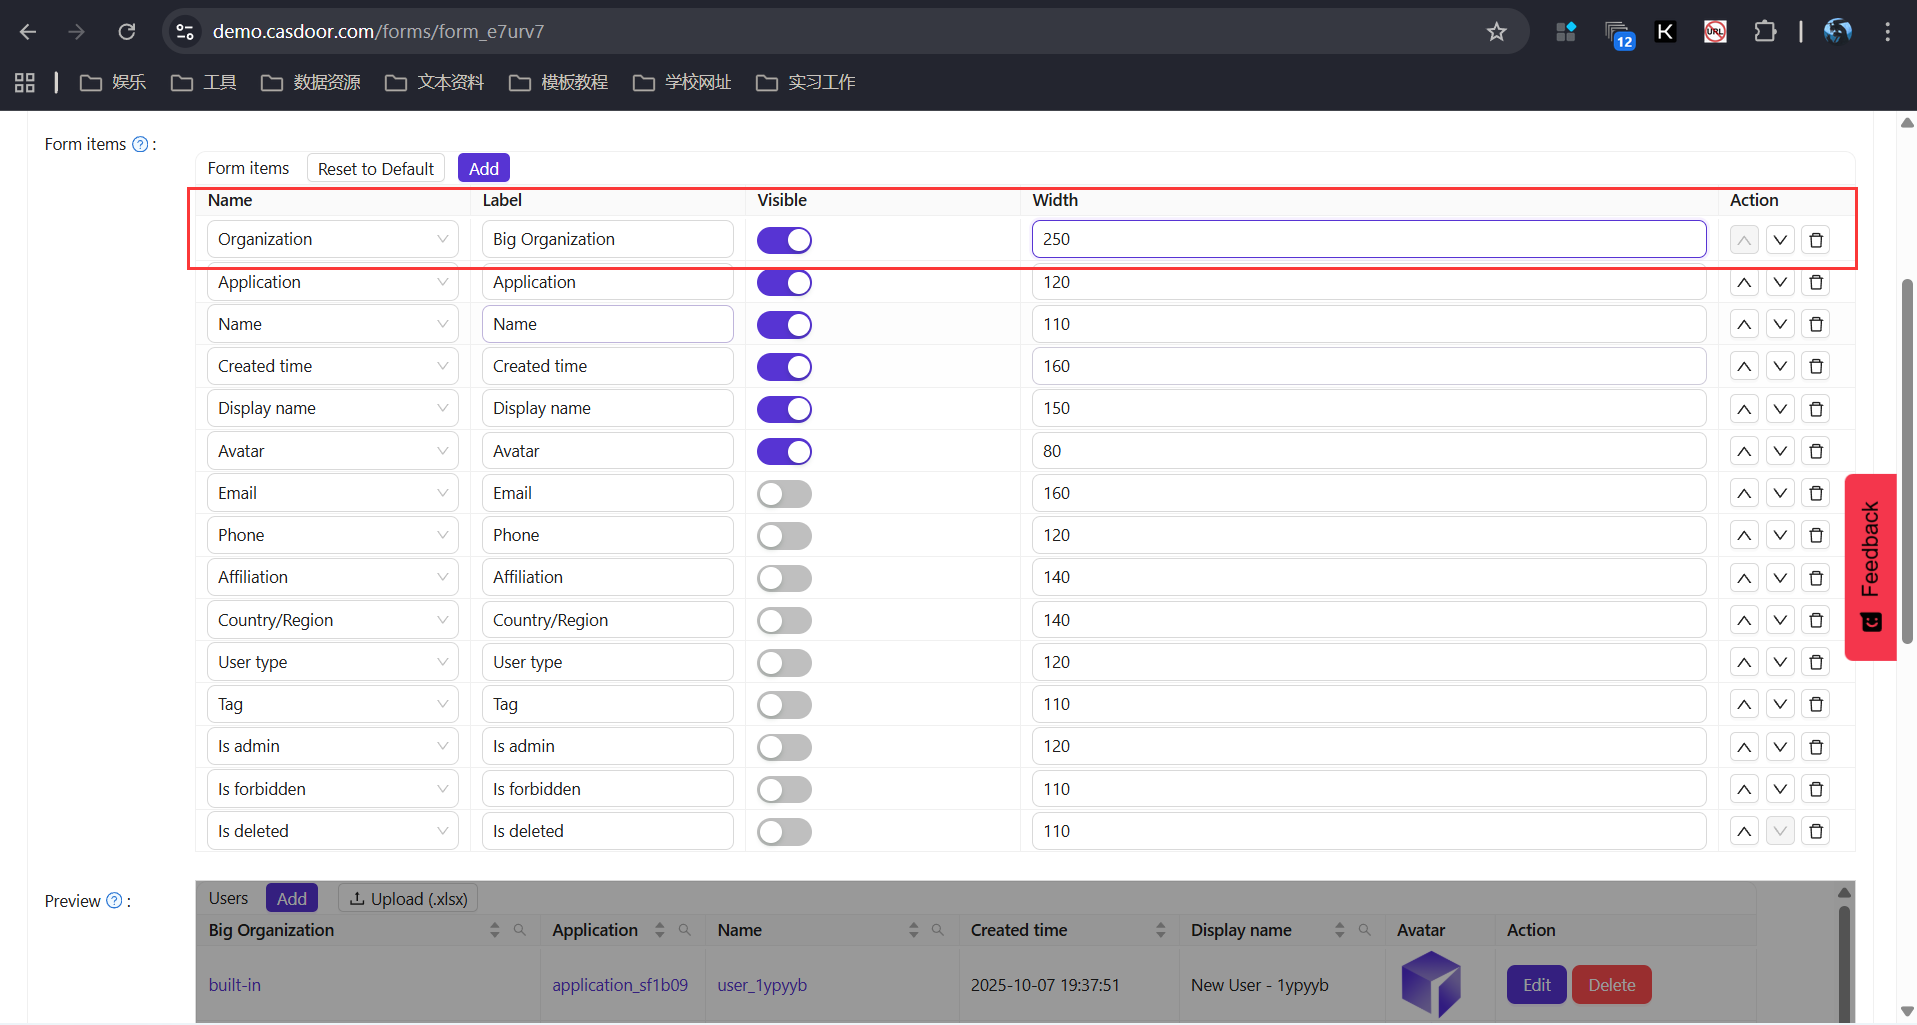 demo.casdoor.com/forms/form_e7urv7
12
K
URL
娱乐 工具 数据资源 文本资料 模板教程 学校网址 实习工作
Form items ? :
Form items Reset to Default Add
Name Label Visible Width Action
Organization Big Organization 250
Application Application 120
Name Name 110
Created time Created time 160
Display name Display name 150
Avatar Avatar 80
Email Email 160
Phone Phone 120
Affiliation Affiliation 140
Country/Region Country/Region 140
User type User type 120
Tag Tag 110
Is admin Is admin 120
Is forbidden Is forbidden 110
Is deleted Is deleted 110
Feedback
Preview ? :
Users Add Upload (.xlsx)
Big Organization Application Name Created time Display name Avatar Action
built-in application_sf1b09 user_1ypyyb 2025-10-07 19:37:51 New User - 1ypyyb Edit Delete